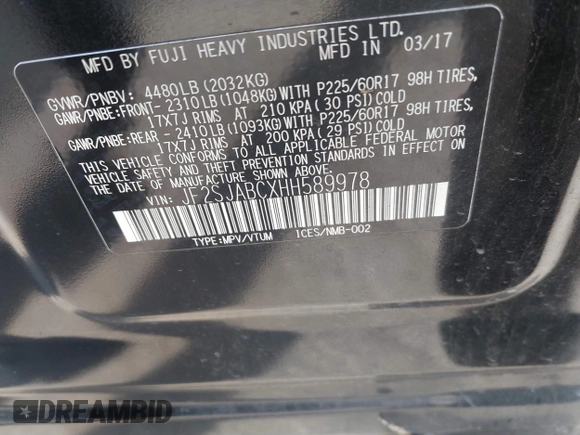 MFD BY FUJI HEAVY INDUSTRIES LTD.
MFD IN 03/17
GVWR/PNBV: 4480LB (2032KG)
GAWR/PNBE:FRONT- 2310LB(1048KG)WITH P225/60R17 98H TIRES,
17X7J RIMS AT 210 KPA( 30 PSI)COLD
GAWR/PNBE:REAR - 2410LB(1093KG)WITH P225/60R17 98H TIRES,
17X7J RIMS AT 200 KPA( 29 PSI)COLD
THIS VEHICLE CONFORMS TO ALL APPLICABLE FEDERAL MOTOR
VEHICLE SAFETY AND THEFT PREVENTION STANDARDS IN EFFECT
ON THE DATE OF MANUFACTURE SHOWN ABOVE.
VIN: JF2SJABCXHH589978
TYPE:MPV/VTUM ICES/NMB-002
DREAMBID